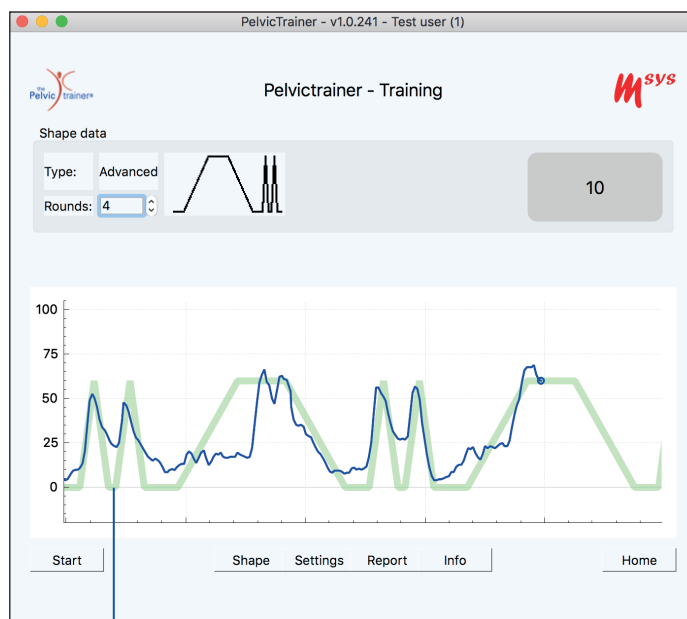 PelvicTrainer - v1.0.241 - Test user (1)
the
Pelvic trainer®
Pelvictrainer - Training
Msys
Shape data
Type: Advanced
Rounds: 4
10
100
75
50
25
0
Start Shape Settings Report Info Home